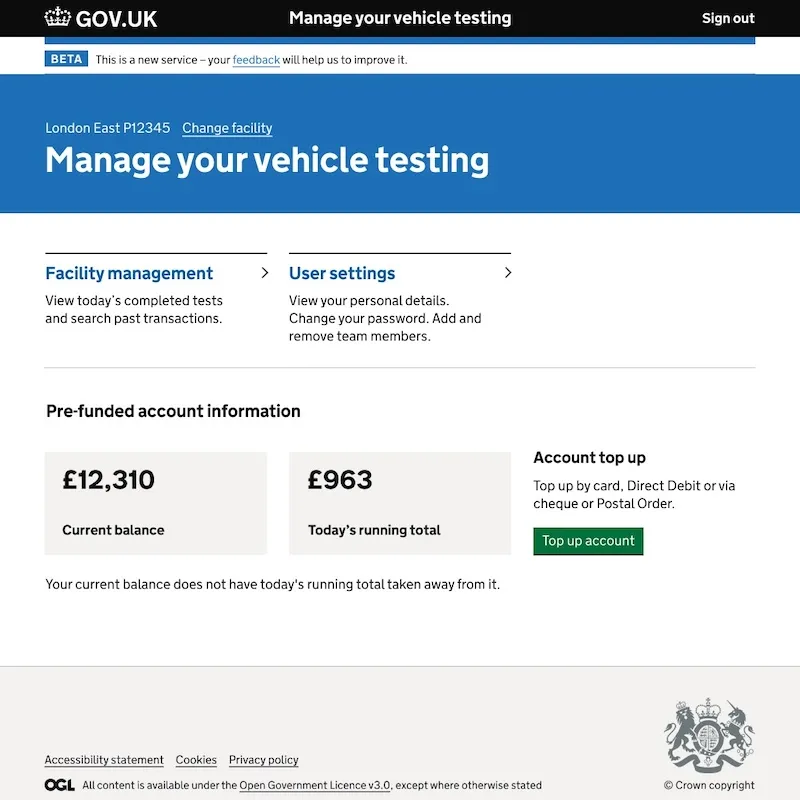 GOV.UK
Manage your vehicle testing
Sign out
BETA This is a new service – your feedback will help us to improve it.
London East P12345 Change facility
Manage your vehicle testing
Facility management
View today’s completed tests
and search past transactions.
User settings
View your personal details.
Change your password. Add and
remove team members.
Pre-funded account information
£12,310
Current balance
£963
Today’s running total
Account top up
Top up by card, Direct Debit or via
cheque or Postal Order.
Top up account
Your current balance does not have today's running total taken away from it.
Accessibility statement Cookies Privacy policy
OGL All content is available under the Open Government Licence v3.0, except where otherwise stated
© Crown copyright